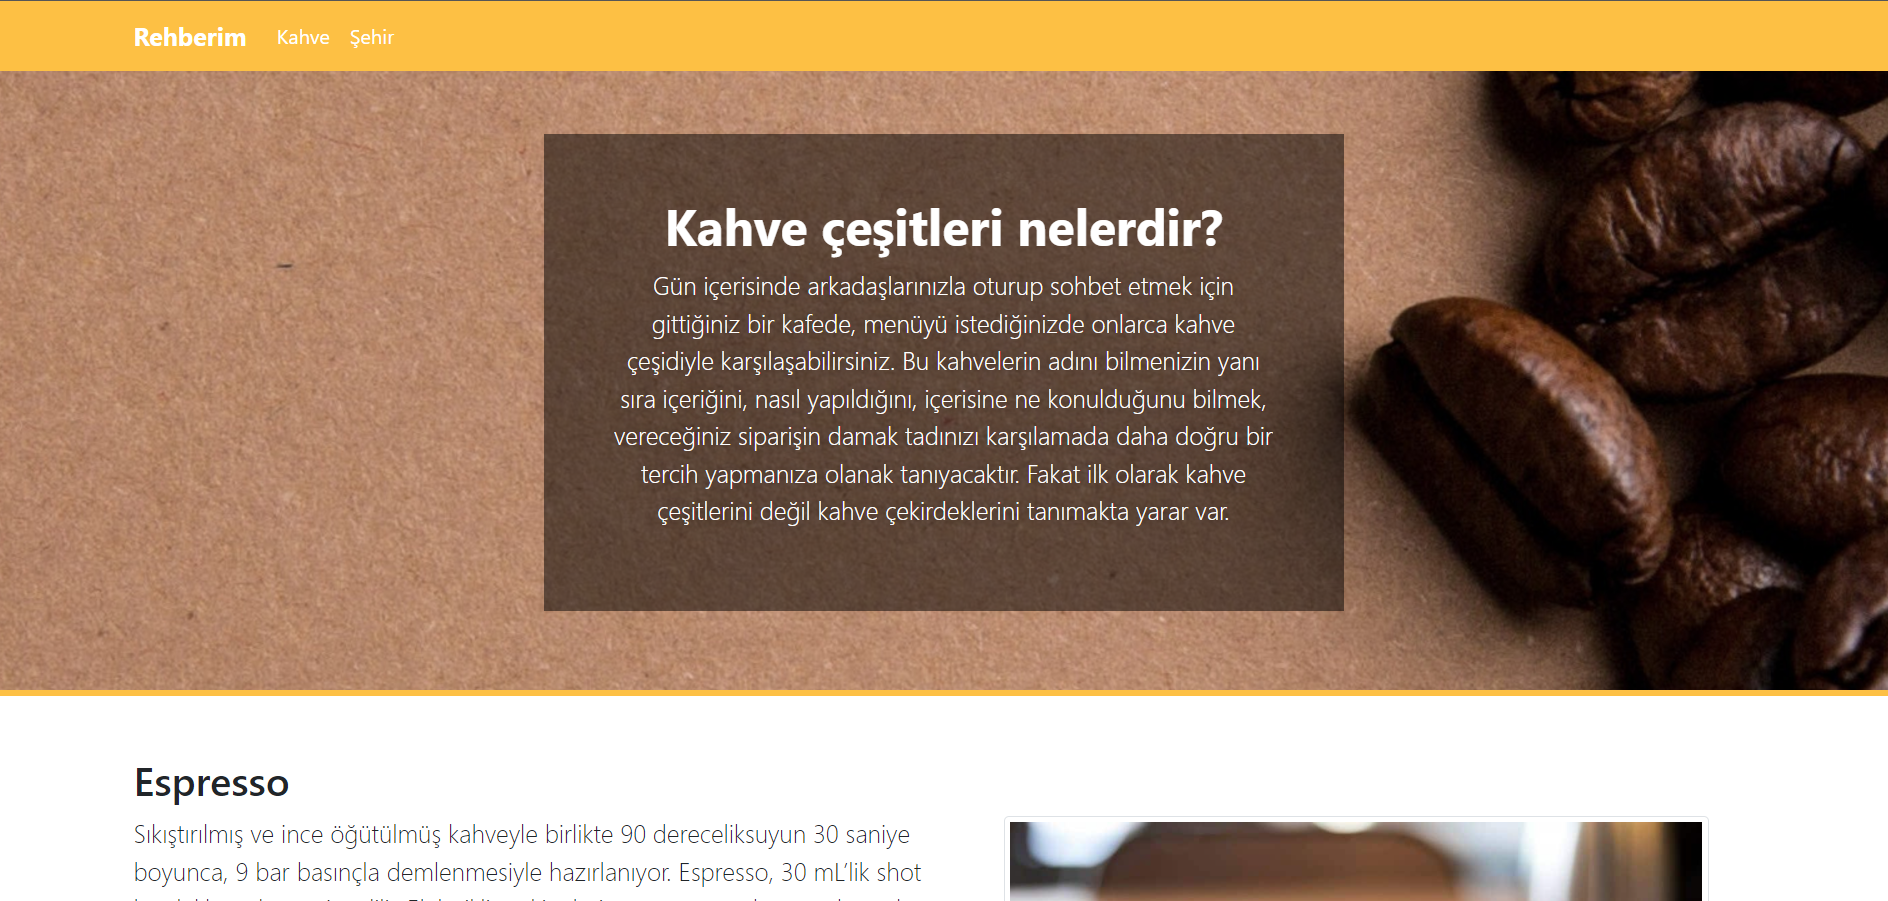 Rehberim Kahve Şehir
Kahve çeşitleri nelerdir?
Gün içerisinde arkadaşlarınızla oturup sohbet etmek için
gittiğiniz bir kafede, menüyü istediğinizde onlarca kahve
çeşidiyle karşılaşabilirsiniz. Bu kahvelerin adını bilmenizin yanı
sıra içeriğini, nasıl yapıldığını, içerisine ne konulduğunu bilmek,
vereceğiniz siparişin damak tadınızı karşılamada daha doğru bir
tercih yapmanıza olanak tanıyacaktır. Fakat ilk olarak kahve
çeşitlerini değil kahve çekirdeklerini tanımakta yarar var.
Espresso
Sıkıştırılmış ve ince öğütülmüş kahveyle birlikte 90 dereceliksuyun 30 saniye
boyunca, 9 bar basınçla demlenmesiyle hazırlanıyor. Espresso, 30 mL’lik shot